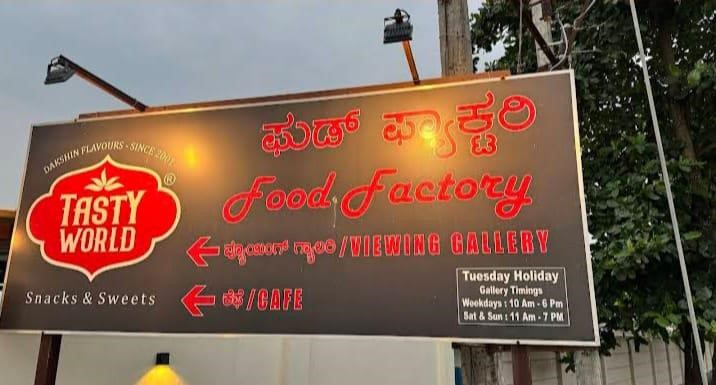 DAKSHIN FLAVOURS - SINCE 2001
TASTY
WORLD
®
Snacks & Sweets
ಫುಡ್ ಫ್ಯಾಕ್ಟರಿ
Food Factory
← ವ್ಯೂಯಿಂಗ್ ಗ್ಯಾಲರಿ/VIEWING GALLERY
← ಕೆಫೆ/CAFE
Tuesday Holiday
Gallery Timings
Weekdays : 10 Am - 6 Pm
Sat & Sun : 11 Am - 7 PM